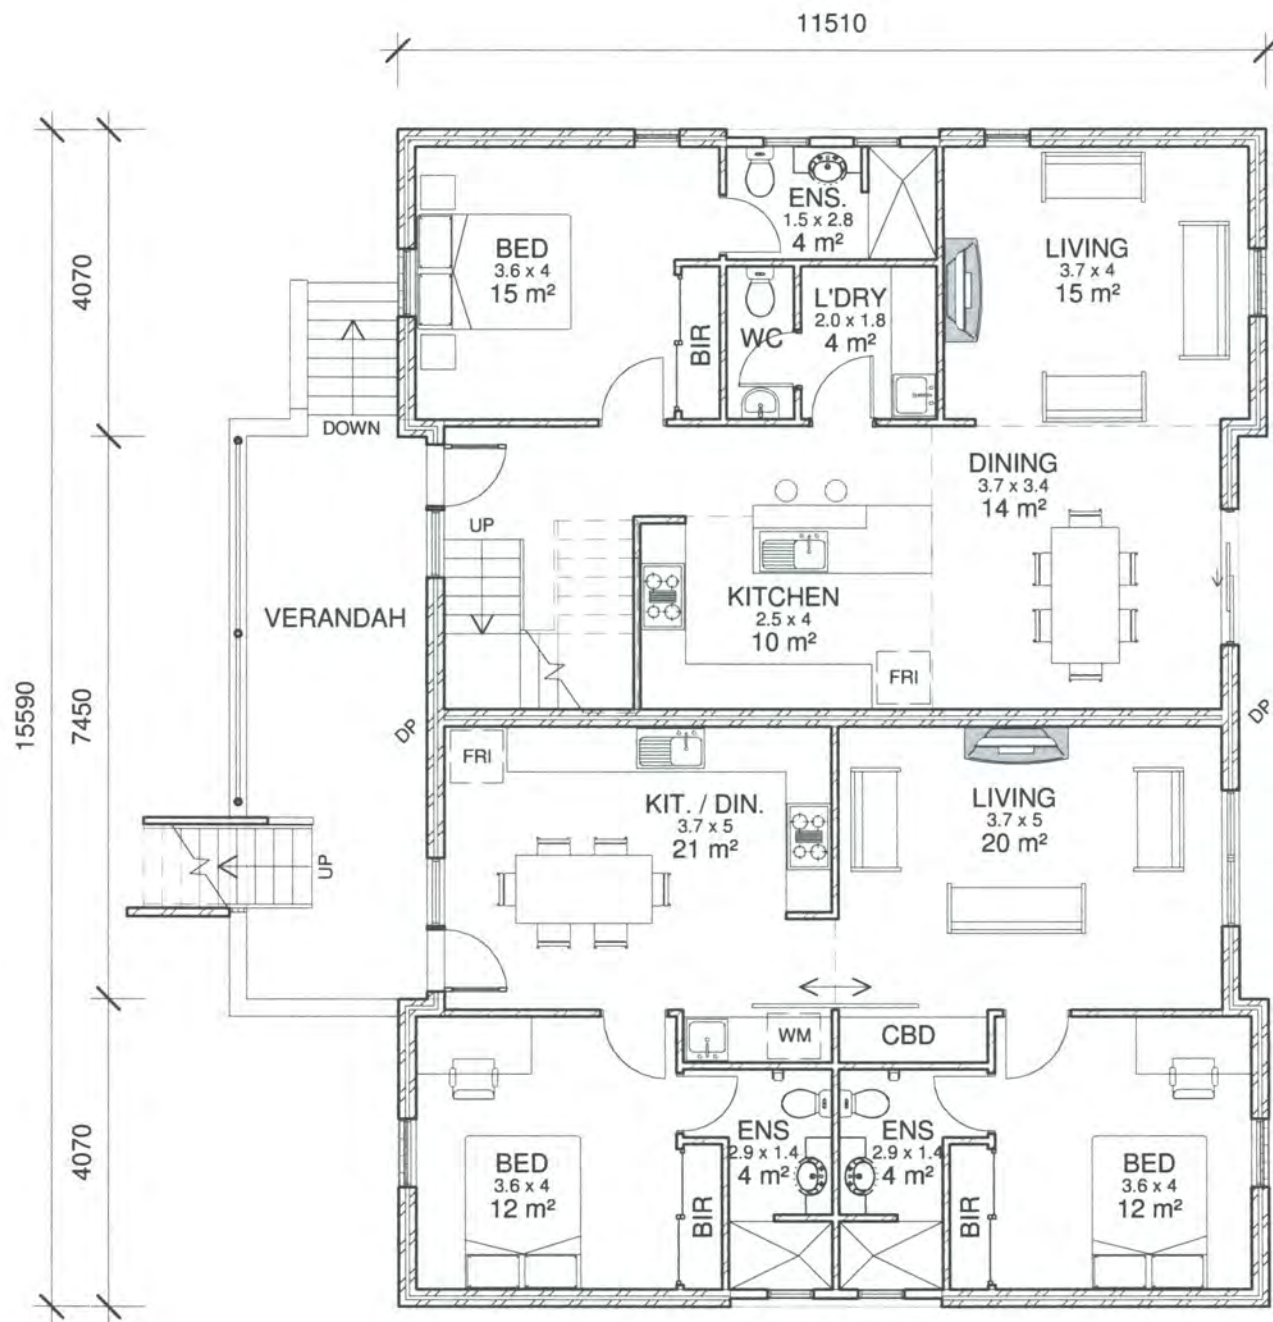 11510
15590
4070
7450
4070
BED
3.6 x 4
15 m²
ENS.
1.5 x 2.8
4 m²
LIVING
3.7 x 4
15 m²
BIR
WC
L'DRY
2.0 x 1.8
4 m²
DOWN
UP
DINING
3.7 x 3.4
14 m²
VERANDAH
KITCHEN
2.5 x 4
10 m²
FRI
DP
DP
FRI
KIT. / DIN.
3.7 x 5
21 m²
LIVING
3.7 x 5
20 m²
UP
WM
CBD
BED
3.6 x 4
12 m²
BIR
ENS
2.9 x 1.4
4 m²
ENS
2.9 x 1.4
4 m²
BIR
BED
3.6 x 4
12 m²